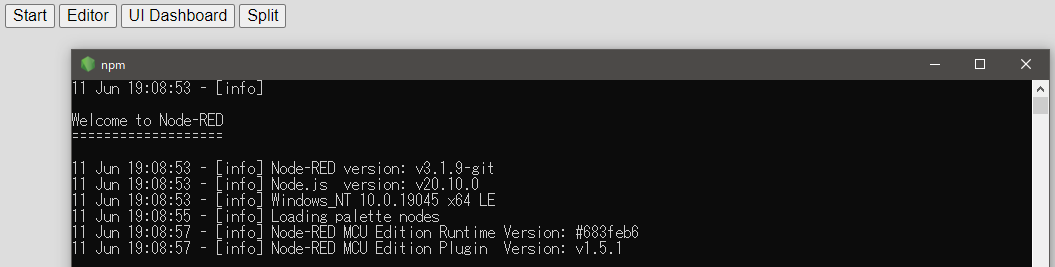 Start Editor UI Dashboard Split
npm
11 Jun 19:08:53 - [info]
Welcome to Node-RED
===================
11 Jun 19:08:53 - [info] Node-RED version: v3.1.9-git
11 Jun 19:08:53 - [info] Node.js  version: v20.10.0
11 Jun 19:08:53 - [info] Windows_NT 10.0.19045 x64 LE
11 Jun 19:08:55 - [info] Loading palette nodes
11 Jun 19:08:57 - [info] Node-RED MCU Edition Runtime Version: #683feb6
11 Jun 19:08:57 - [info] Node-RED MCU Edition Plugin  Version: v1.5.1